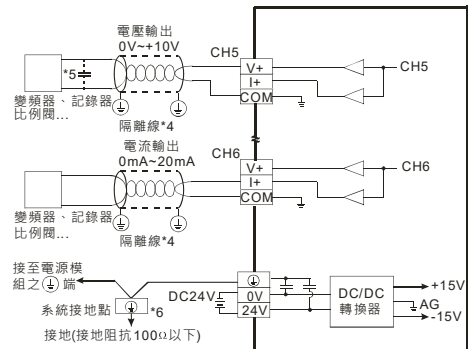 電壓輸出
0V~+10V
CH5
V+
I+
COM
CH5
*5
變頻器、記錄器
比例閥...
隔離線*4
電流輸出
0mA~20mA
CH6
V+
I+
COM
CH6
變頻器、記錄器
比例閥...
隔離線*4
接至電源模
組之 端
系統接地點
*6
接地(接地阻抗100Ω以下)
DC24V
0V
24V
DC/DC
轉換器
+15V
AG
-15V